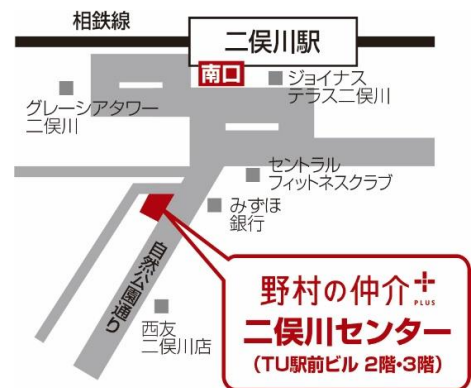 相鉄線
二俣川駅
南口
ジョイナス
テラス二俣川
グレーシアタワー
二俣川
セントラル
フィットネスクラブ
みずほ
銀行
自然公園通り
西友
二俣川店
野村の仲介+
PLUS
二俣川センター
(TU駅前ビル 2階・3階)